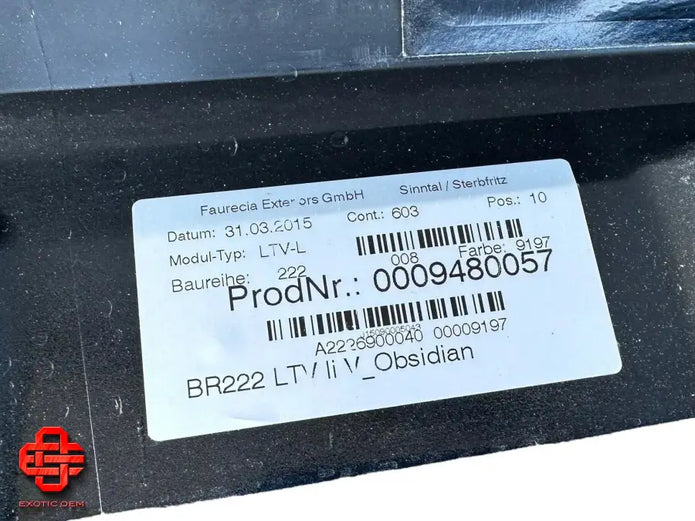 Faurecia Exteriors GmbH Sinntal / Sterbfritz
Datum: 31.03.2015 Cont.: 603 Pos.: 10
Modul-Typ: LTV-L 008 Farbe: 9197
Baureihe: 222
ProdNr.: 0009480057
15090005043
A2226900040 00009197
BR222 LTV li V_Obsidian
EXOTIC OEM